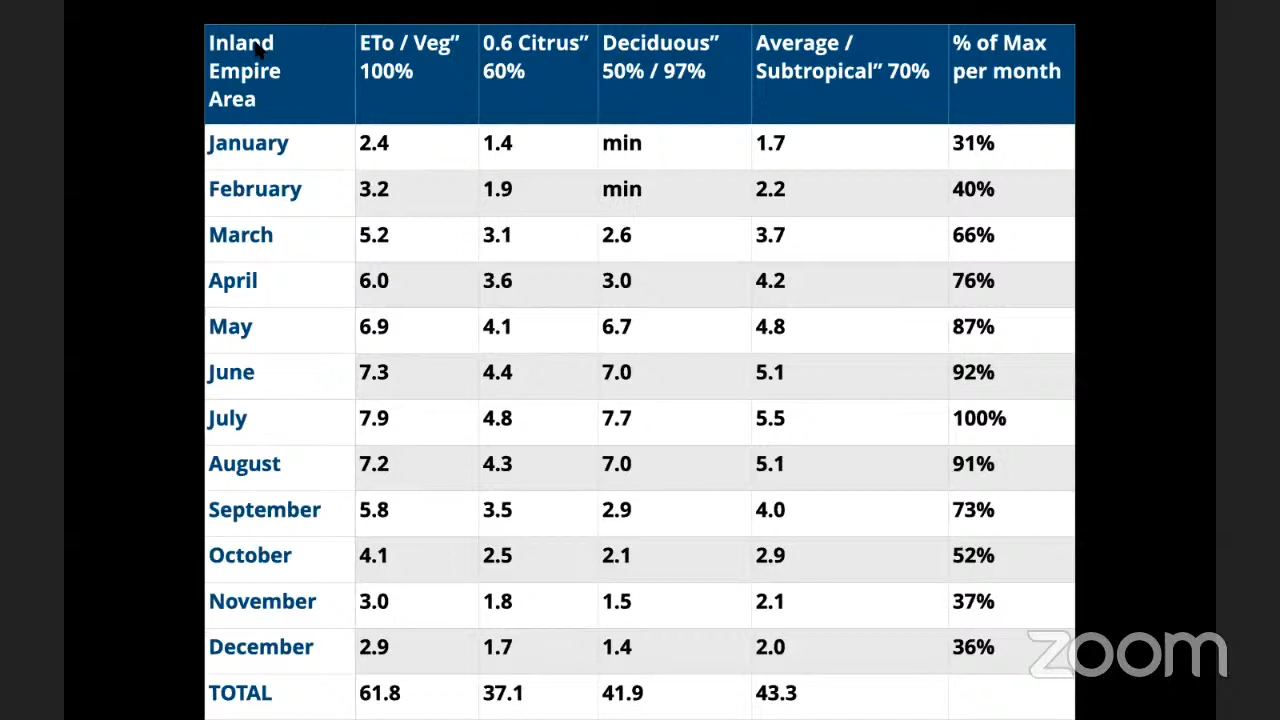 Inland Empire Area ETo / Veg” 100% 0.6 Citrus” 60% Deciduous” 50% / 97% Average / Subtropical” 70% % of Max per month
January 2.4 1.4 min 1.7 31%
February 3.2 1.9 min 2.2 40%
March 5.2 3.1 2.6 3.7 66%
April 6.0 3.6 3.0 4.2 76%
May 6.9 4.1 6.7 4.8 87%
June 7.3 4.4 7.0 5.1 92%
July 7.9 4.8 7.7 5.5 100%
August 7.2 4.3 7.0 5.1 91%
September 5.8 3.5 2.9 4.0 73%
October 4.1 2.5 2.1 2.9 52%
November 3.0 1.8 1.5 2.1 37%
December 2.9 1.7 1.4 2.0 36%
TOTAL 61.8 37.1 41.9 43.3
zoom